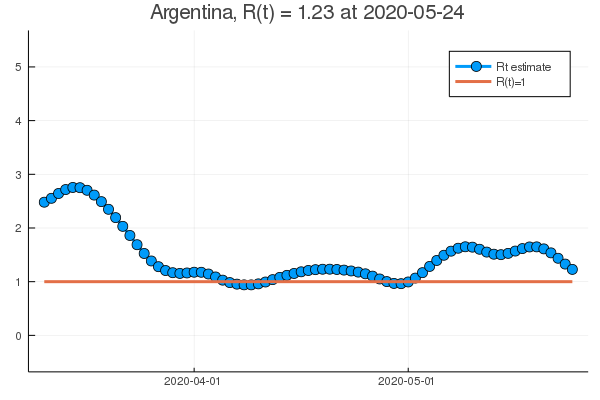 Argentina, R(t) = 1.23 at 2020-05-24
5
4
3
2
1
0
Rt estimate
R(t)=1
2020-04-01
2020-05-01